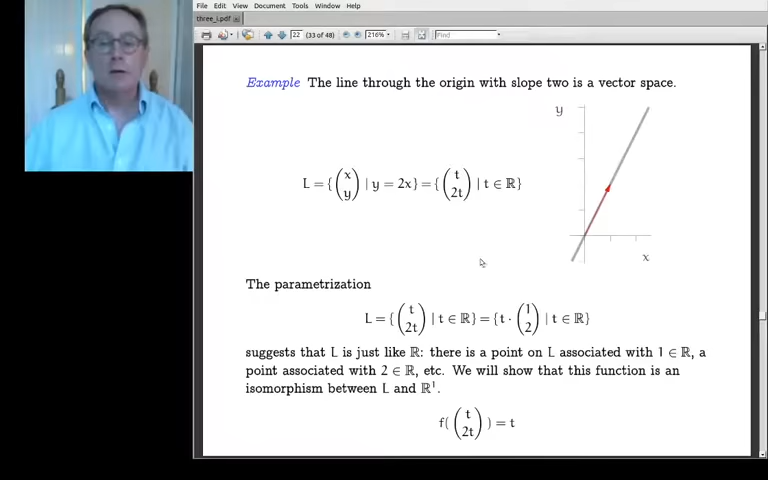 File Edit View Document Tools Window Help
three_i.pdf
22 (33 of 48) 216% Find
Example The line through the origin with slope two is a vector space.
y
L = { ( x y ) | y = 2x } = { ( t 2t ) | t ∈ ℝ }
x
The parametrization
L = { ( t 2t ) | t ∈ ℝ } = { t · ( 1 2 ) | t ∈ ℝ }
suggests that L is just like ℝ: there is a point on L associated with 1 ∈ ℝ, a
point associated with 2 ∈ ℝ, etc. We will show that this function is an
isomorphism between L and ℝ¹.
f( ( t 2t ) ) = t